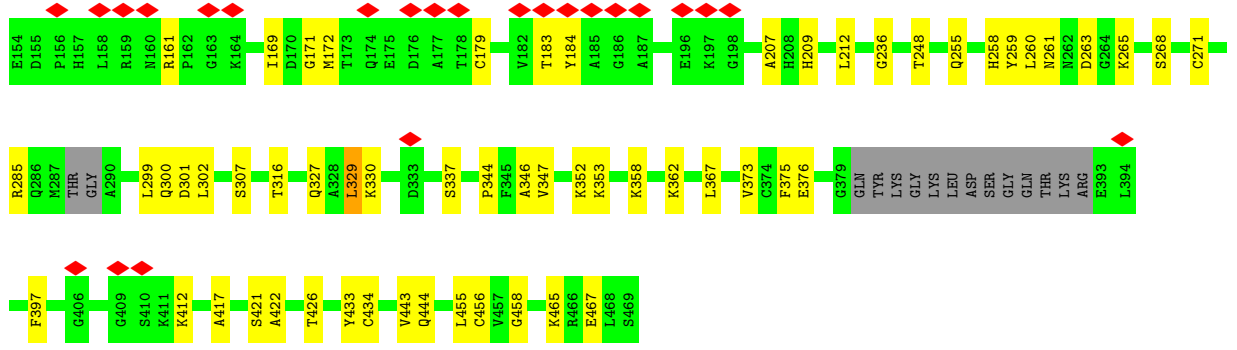 E154 D155 P156 H157 L158 R159 N160 R161 P162 G163 K164 I169 D170 G171 M172 T173 Q174 E175 D176 A177 T178 C179 V182 T183 Y184 A185 G186 A187 E196 K197 G198 A207 H208 H209 L212 G236 T248 Q255 H258 Y259 L260 N261 N262 D263 G264 K265 S268 C271
R285 Q286 M287 THR GLY A290 L299 Q300 D301 L302 S307 T316 Q327 A328 L329 K330 D333 S337 P344 F345 A346 V347 K352 K353 K358 K362 L367 V373 C374 F375 E376 G379 GLN TYR LYS GLY LYS LEU ASP SER GLY GLN THR LYS ARG E393 L394
F397 G406 G409 S410 K411 K412 A417 S421 A422 T426 Y433 C434 V443 Q444 L455 C456 V457 G458 K465 R466 E467 L468 S469